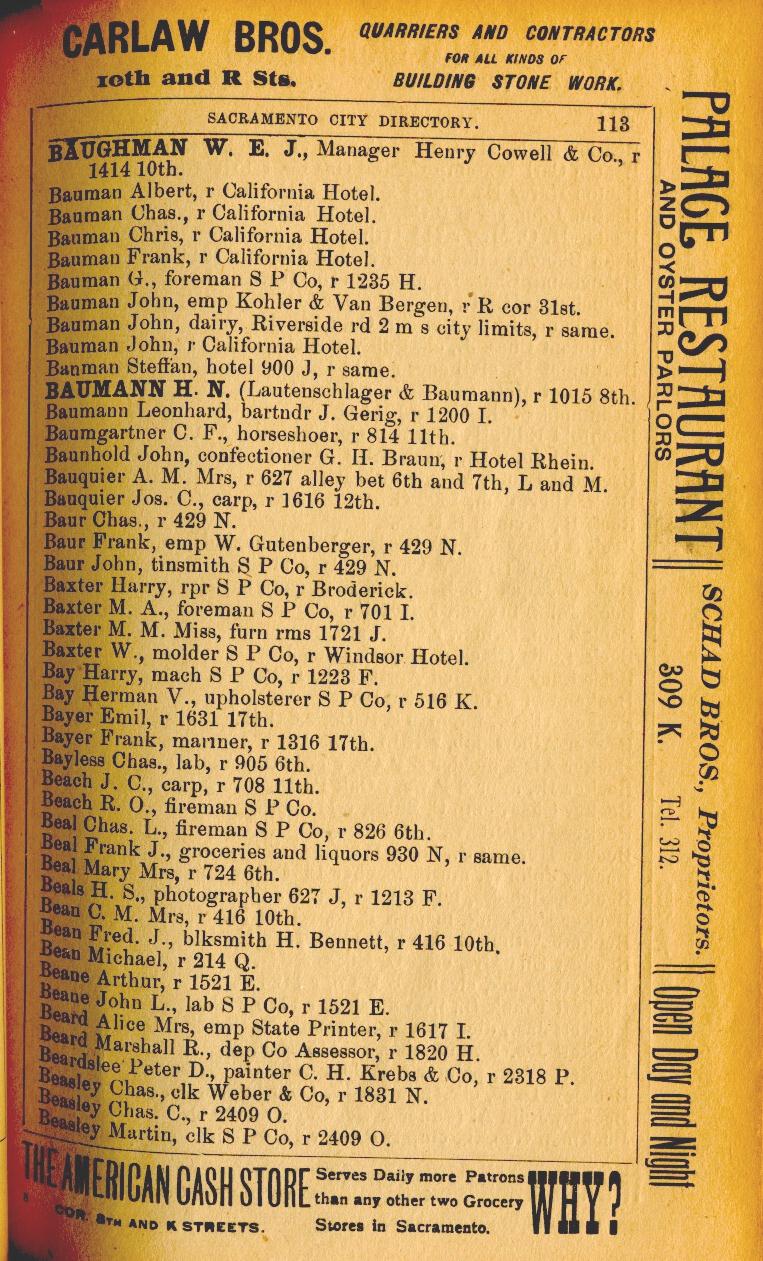 CARLAW BROS.
10th and R Sts.
QUARRIERS AND CONTRACTORS
FOR ALL KINDS OF
BUILDING STONE WORK.
SACRAMENTO CITY DIRECTORY. 113
BAUGHMAN W. E. J., Manager Henry Cowell & Co., r
1414 10th.
Bauman Albert, r California Hotel.
Bauman Chas., r California Hotel.
Bauman Chris, r California Hotel.
Bauman Frank, r California Hotel.
Bauman G., foreman S P Co, r 1235 H.
Bauman John, emp Kohler & Van Bergen, r R cor 31st.
Bauman John, dairy, Riverside rd 2 m s city limits, r same.
Bauman John, r California Hotel.
Bauman Steffan, hotel 900 J, r same.
BAUMANN H. N. (Lautenschlager & Baumann), r 1015 8th.
Baumann Leonhard, bartndr J. Gerig, r 1200 I.
Baumgartner C. F., horseshoer, r 814 11th.
Baunhold John, confectioner G. H. Braun, r Hotel Rhein.
Bauquier A. M. Mrs, r 627 alley bet 6th and 7th, L and M.
Bauquier Jos. C., carp, r 1616 12th.
Baur Chas., r 429 N.
Baur Frank, emp W. Gutenberger, r 429 N.
Baur John, tinsmith S P Co, r 429 N.
Baxter Harry, rpr S P Co, r Broderick.
Baxter M. A., foreman S P Co, r 701 I.
Baxter M. M. Miss, furn rms 1721 J.
Baxter W., molder S P Co, r Windsor Hotel.
Bay Harry, mach S P Co, r 1223 F.
Bay Herman V., upholsterer S P Co, r 516 K.
Bayer Emil, r 1631 17th.
Bayer Frank, mariner, r 1316 17th.
Bayless Chas., lab, r 905 6th.
Beach J. C., carp, r 708 11th.
Beach R. O., fireman S P Co.
Beal Chas. L., fireman S P Co, r 826 6th.
Beal Frank J., groceries and liquors 930 N, r same.
Beal Mary Mrs, r 724 6th.
Beals H. S., photographer 627 J, r 1213 F.
Bean C. M. Mrs, r 416 10th.
Bean Fred. J., blksmith H. Bennett, r 416 10th.
Bean Michael, r 214 Q.
Beane Arthur, r 1521 E.
Beane John L., lab S P Co, r 1521 E.
Beard Alice Mrs, emp State Printer, r 1617 I.
Beard Marshall R., dep Co Assessor, r 1820 H.
Beardslee Peter D., painter C. H. Krebs & Co, r 2318 P.
Beasley Chas., clk Weber & Co, r 1831 N.
Beasley Chas. C., r 2409 O.
Beasley Martin, clk S P Co, r 2409 O.
PALACE RESTAURANT
AND OYSTER PARLORS
SCHAD BROS., Proprietors.
309 K. Tel. 312.
Open Day and Night
THE AMERICAN CASH STORE
COR. 8TH AND K STREETS.
Serves Daily more Patrons
than any other two Grocery
Stores in Sacramento.
WHY?